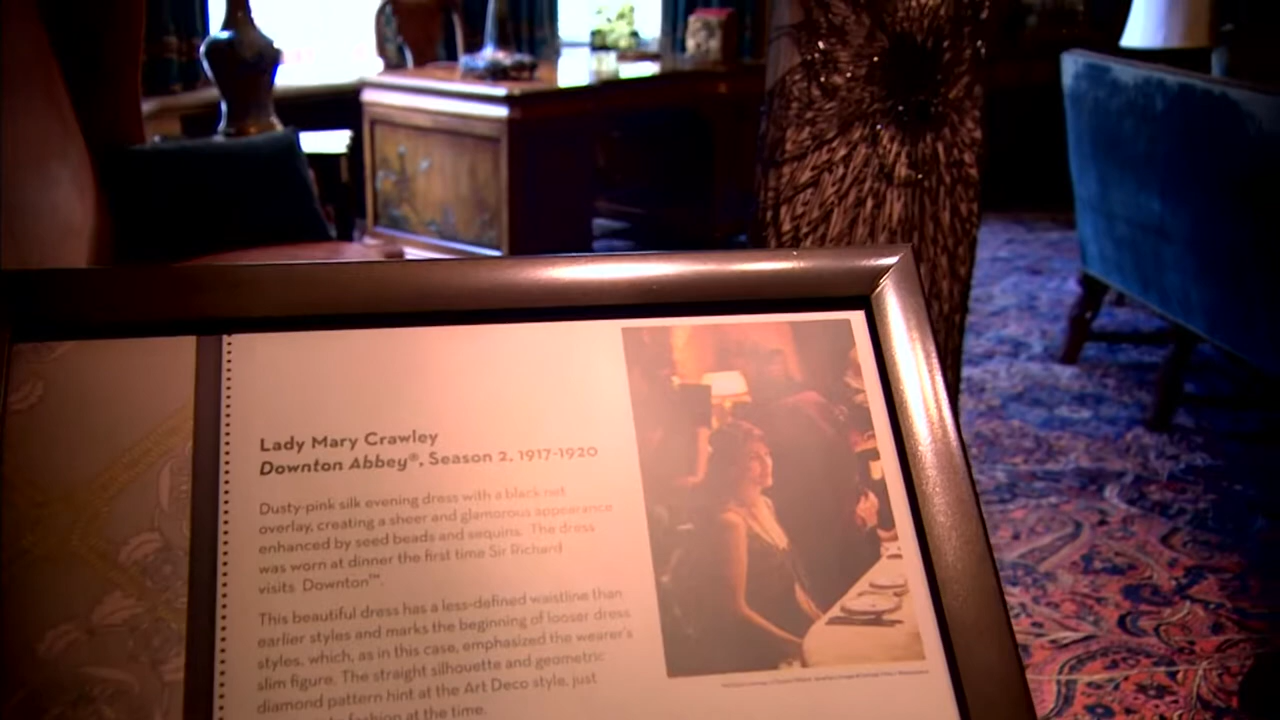 Lady Mary Crawley
Downton Abbey®, Season 2, 1917-1920
Dusty-pink silk evening dress with a black net
overlay, creating a sheer and glamorous appearance
enhanced by seed beads and sequins. The dress
was worn at dinner the first time Sir Richard
visits Downton™.
This beautiful dress has a less-defined waistline than
earlier styles and marks the beginning of looser dress
styles, which, as in this case, emphasized the wearer's
slim figure. The straight silhouette and geometric
diamond pattern hint at the Art Deco style, just
fashion at the time.